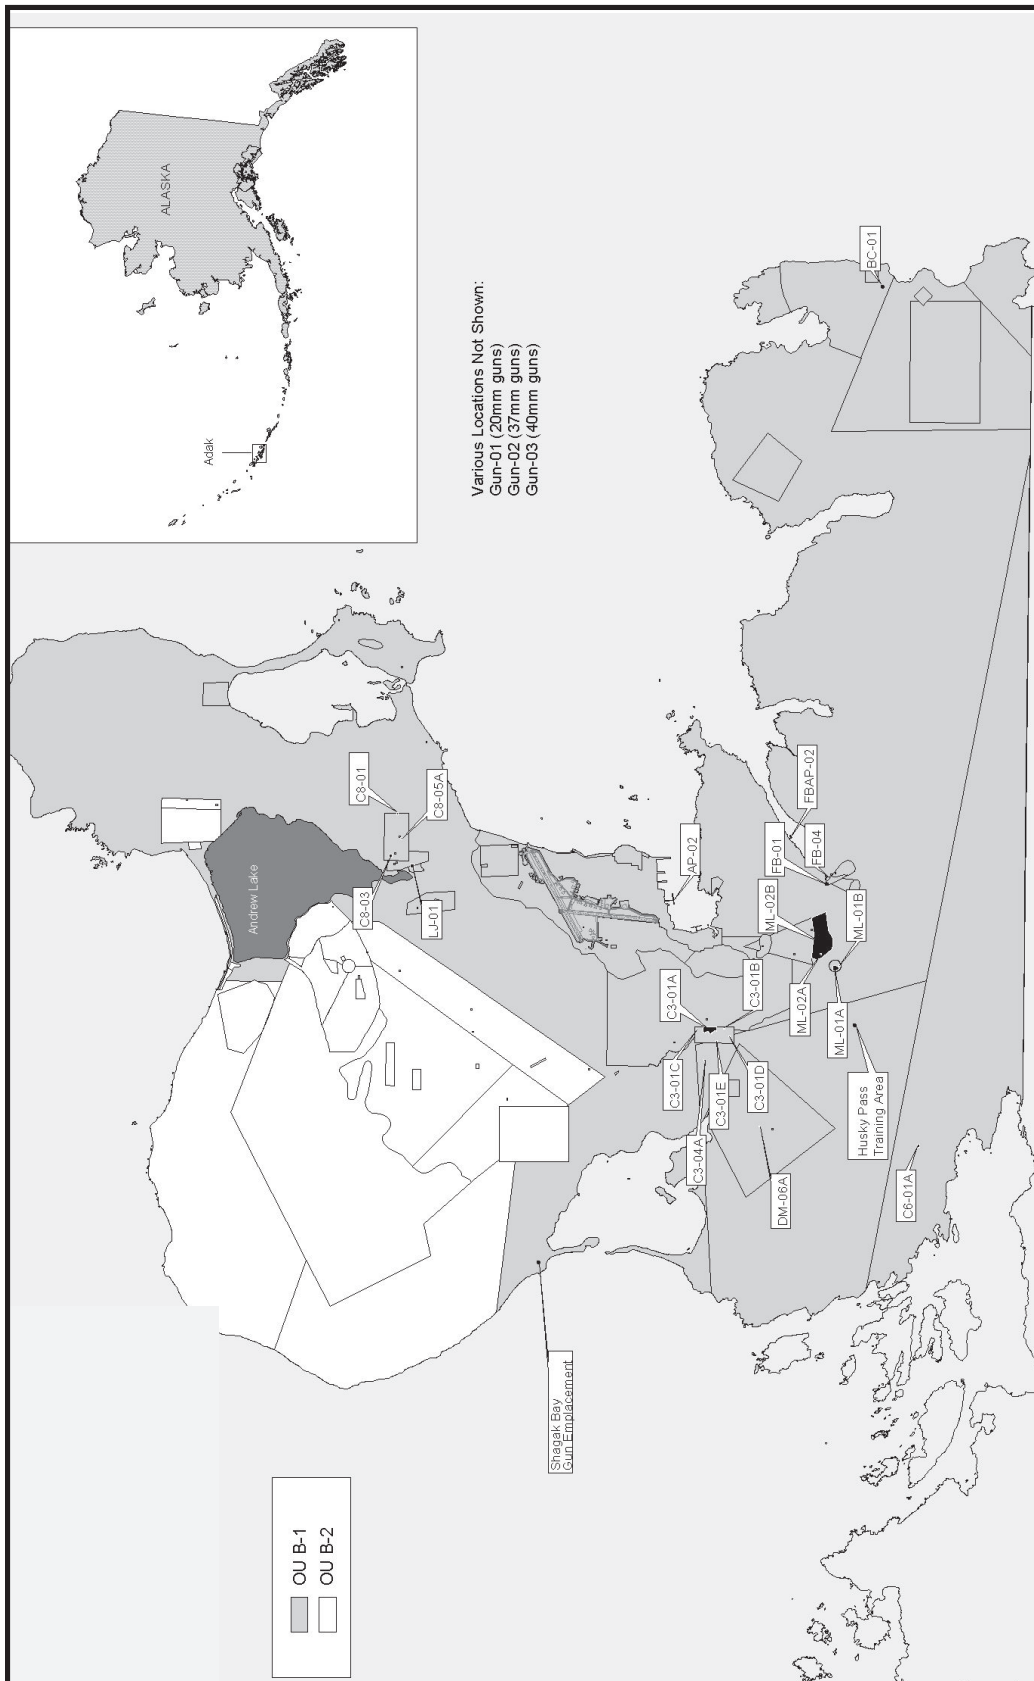 ALASKA
Adak
Various Locations Not Shown:
Gun-01 (20mm guns)
Gun-02 (37mm guns)
Gun-03 (40mm guns)
BC-01
Andrew Lake
C8-01
C8-05A
C8-03
LJ-01
AP-02
FBAP-02
FB-01
FB-04
ML-02B
ML-01B
ML-02A
ML-01A
C3-01A
C3-01B
C3-01C
C3-01E
C3-01D
C3-04A
DM-06A
Husky Pass
Training Area
C6-01A
Shagak Bay
Gun Emplacement
OU B-1
OU B-2